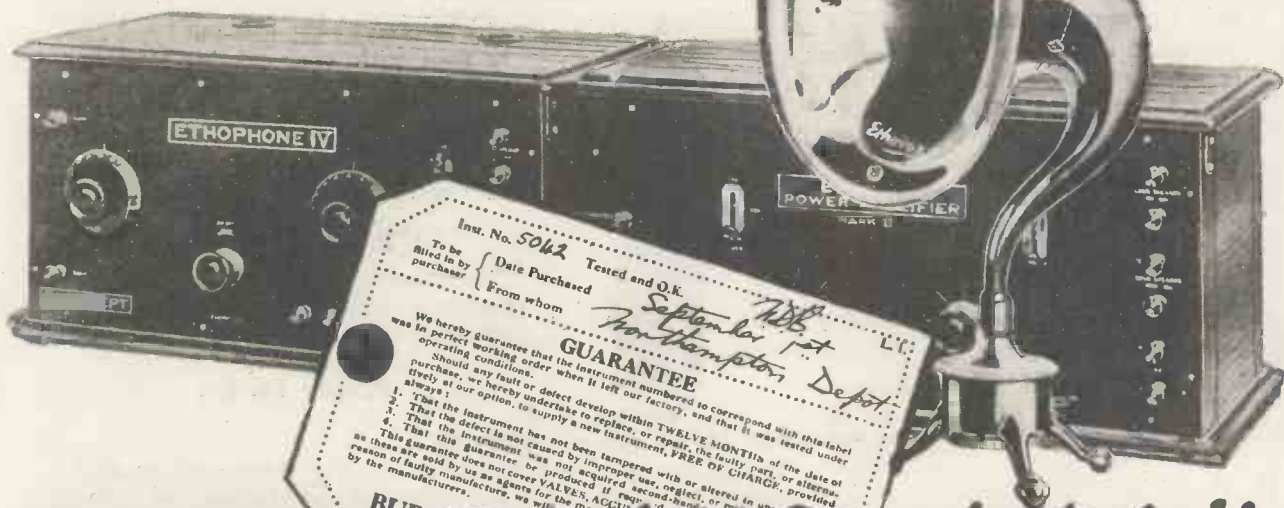 ETHOPHONE IV
POWER
MARK II
Inst. No. 5042 Tested and O.K.
To be filled in by purchaser
Date Purchased September 1st
From whom Northampton Depot
L.T.
GUARANTEE
We hereby guarantee that the instrument numbered to correspond with this label
was in perfect working order when it left our factory, and that it was tested under
operating conditions.
Should any fault or defect develop within TWELVE MONTHS of the date of
purchase, we hereby undertake to replace, or repair, the faulty part, or alterna-
tively at our option, to supply a new instrument, FREE OF CHARGE, provided
always:
1. That the instrument has not been tampered with or altered in
2. That the defect is not caused by improper use, neglect, or
3. That the instrument was not acquired second-hand
4. That this guarantee be produced if
This guarantee does not cover VALVES,
as these are sold by us as agents for the
reason of faulty manufacture, we
by the manufacturers.